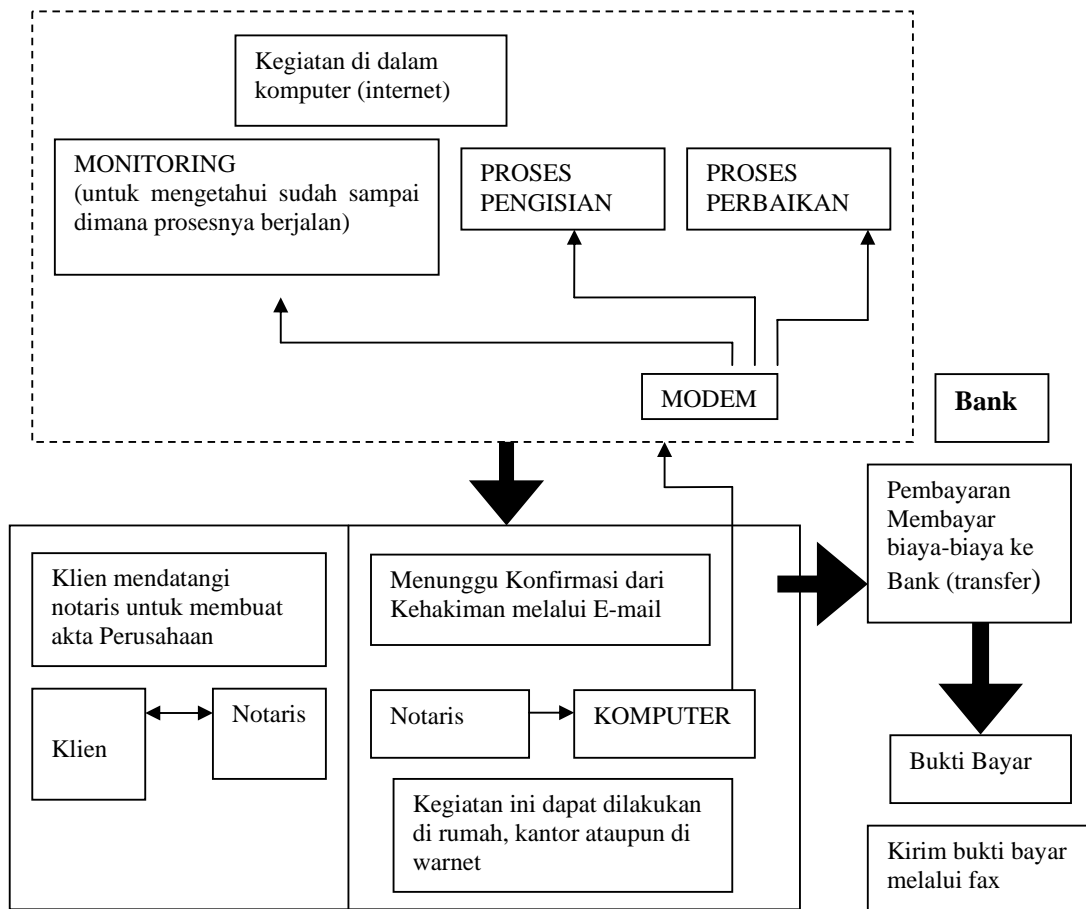 Kegiatan di dalam
komputer (internet)
MONITORING
(untuk mengetahui sudah sampai
dimana prosesnya berjalan)
PROSES
PENGISIAN
PROSES
PERBAIKAN
MODEM
Bank
Pembayaran
Membayar
biaya-biaya ke
Bank (transfer)
Klien mendatangi
notaris untuk membuat
akta Perusahaan
Menunggu Konfirmasi dari
Kehakiman melalui E-mail
Klien
Notaris
Notaris
KOMPUTER
Kegiatan ini dapat dilakukan
di rumah, kantor ataupun di
warnet
Bukti Bayar
Kirim bukti bayar
melalui fax